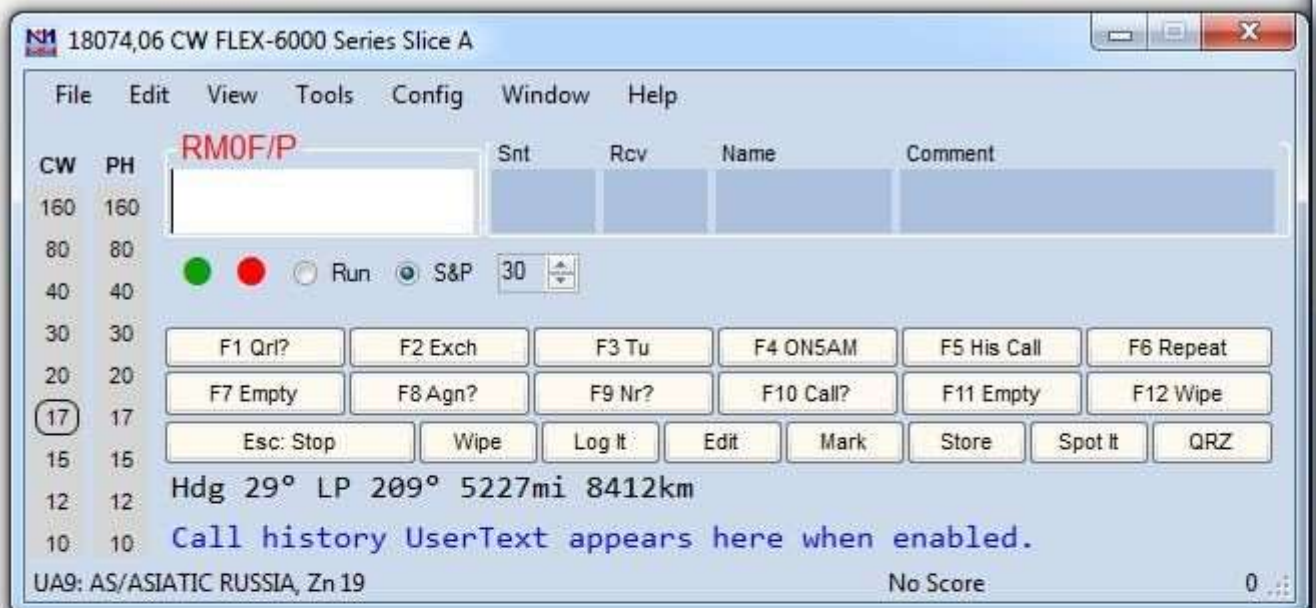 18074,06 CW FLEX-6000 Series Slice A
File Edit View Tools Config Window Help
RM0F/P Snt Rcv Name Comment
CW PH
160 160
80 80
Run S&P 30
40 40
30 30
F1 Qrl? F2 Exch F3 Tu F4 ON5AM F5 His Call F6 Repeat
20 20
F7 Empty F8 Agn? F9 Nr? F10 Call? F11 Empty F12 Wipe
17 17
Esc: Stop Wipe Log It Edit Mark Store Spot It QRZ
15 15
Hdg 29° LP 209° 5227mi 8412km
12 12
Call history UserText appears here when enabled.
10 10
UA9: AS/ASIATIC RUSSIA, Zn 19 No Score 0